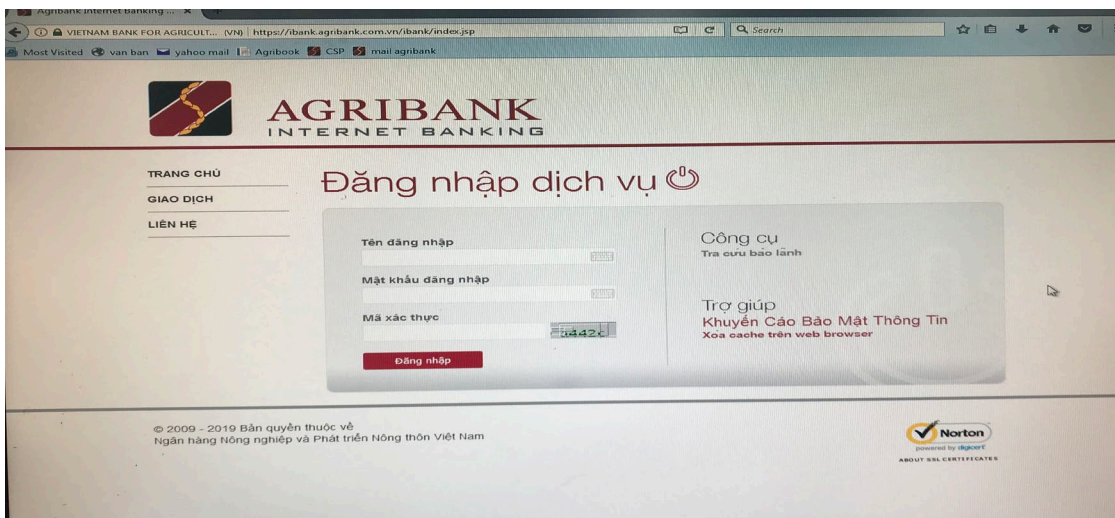 Agribank Internet Banking ... ×
VIETNAM BANK FOR AGRICULT... (VN) https://ibank.agribank.com.vn/ibank/index.jsp
Search
Most Visited van ban yahoo mail Agribook CSP mail agribank
AGRIBANK
INTERNET BANKING
TRANG CHỦ
GIAO DỊCH
LIÊN HỆ
Đăng nhập dịch vụ
Tên đăng nhập
Mật khẩu đăng nhập
Mã xác thực
Đăng nhập
Công cụ
Tra cứu bảo lãnh
Trợ giúp
Khuyến Cáo Bảo Mật Thông Tin
Xóa cache trên web browser
© 2009 - 2019 Bản quyền thuộc về
Ngân hàng Nông nghiệp và Phát triển Nông thôn Việt Nam
Norton
powered by digicert
ABOUT SSL CERTIFICATES